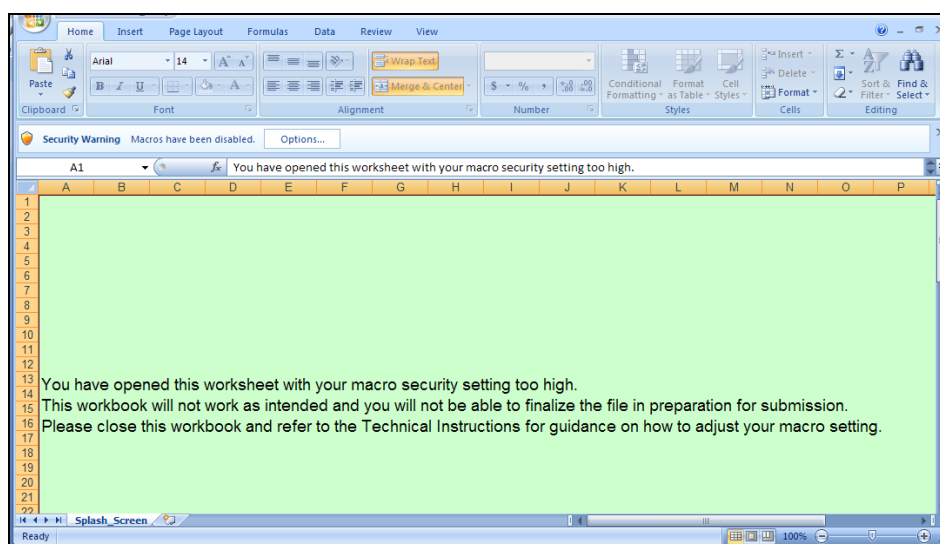 Home Insert Page Layout Formulas Data Review View
Arial 14 A A Wrap Text Insert Σ
Paste B I U A Merge & Center $ % , .0 .00 .00 .0 Conditional Formatting Format as Table Cell Styles Delete Format Sort & Filter Find & Select
Clipboard Font Alignment Number Styles Cells Editing
Security Warning Macros have been disabled. Options...
A1 fx You have opened this worksheet with your macro security setting too high.
A B C D E F G H I J K L M N O P
1
2
3
4
5
6
7
8
9
10
11
12
13
14
15
16
17
18
19
20
21
22
You have opened this worksheet with your macro security setting too high.
This workbook will not work as intended and you will not be able to finalize the file in preparation for submission.
Please close this workbook and refer to the Technical Instructions for guidance on how to adjust your macro setting.
Splash_Screen
Ready 100%